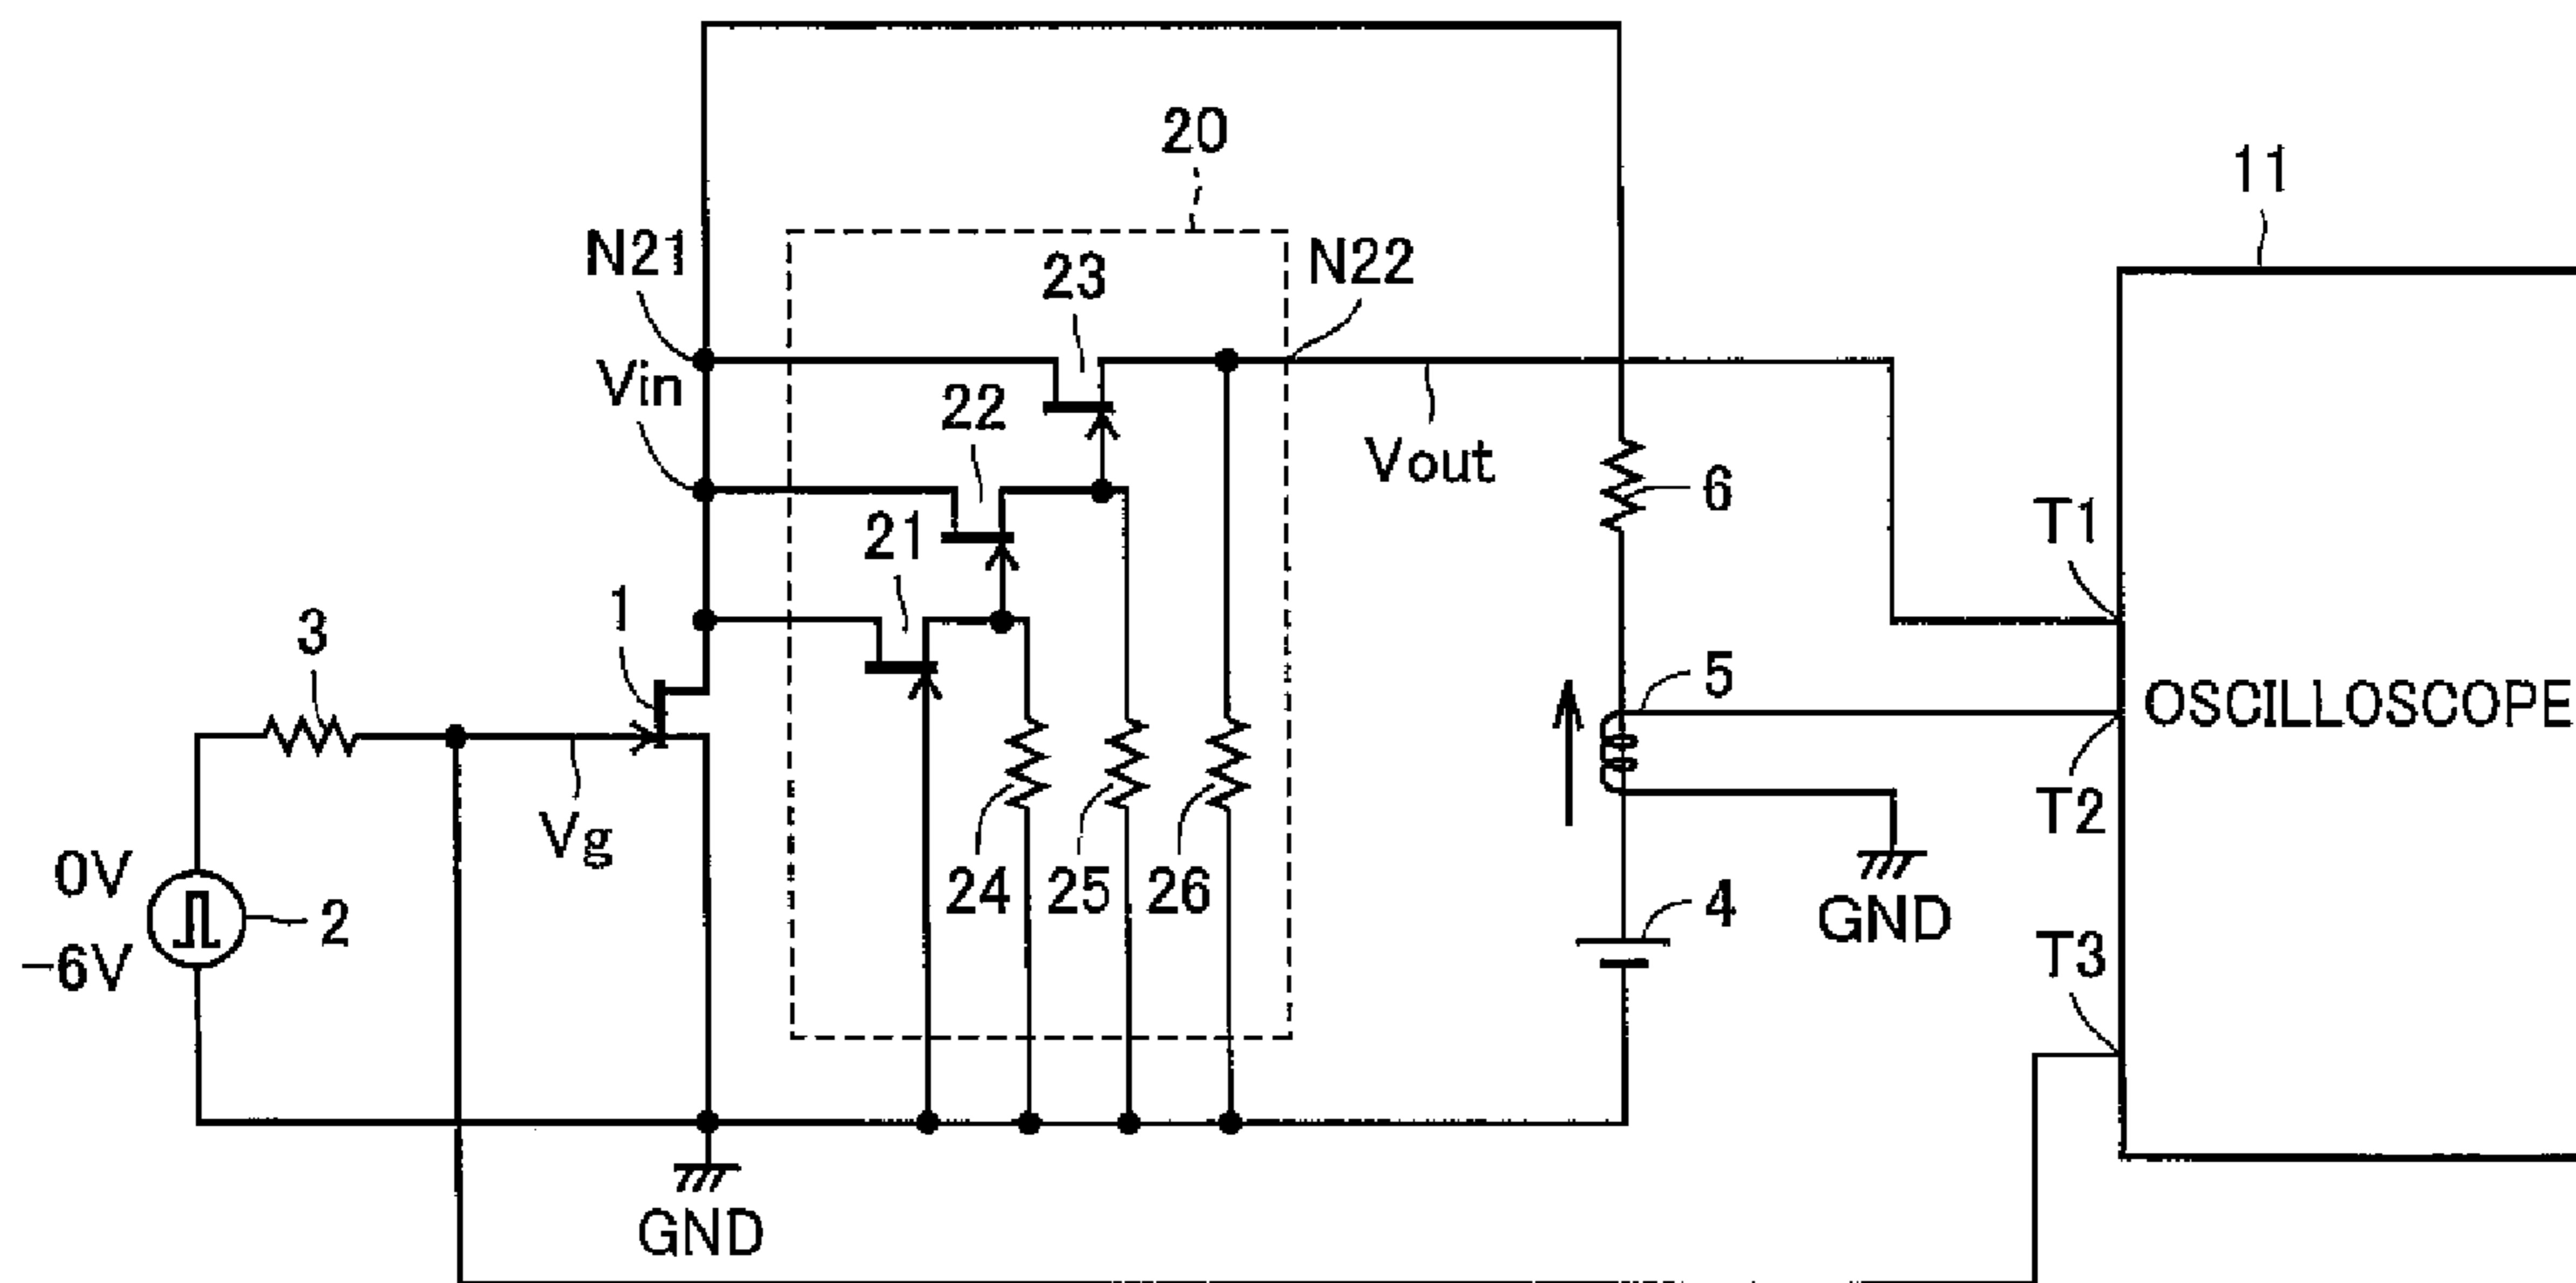 20
11
N21
23
N22
Vin
22
Vout
6
T1
21
1
3
5
OSCILLOSCOPE
T2
Vg
0V
24
25
26
4
GND
2
-6V
T3
GND